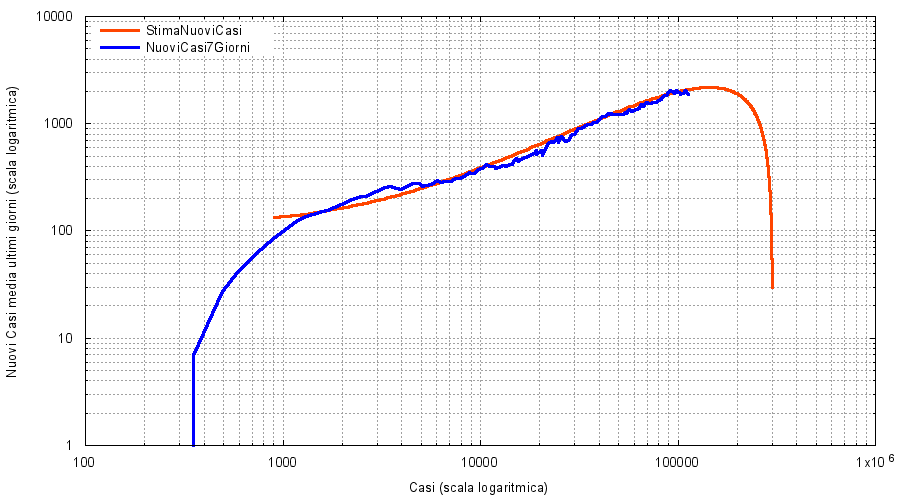 10000
StimaNuoviCasi
NuoviCasi7Giorni
1000
100
10
1
Nuovi Casi media ultimi giorni (scala logaritmica)
100
1000
10000
100000
1x10 6
Casi (scala logaritmica)